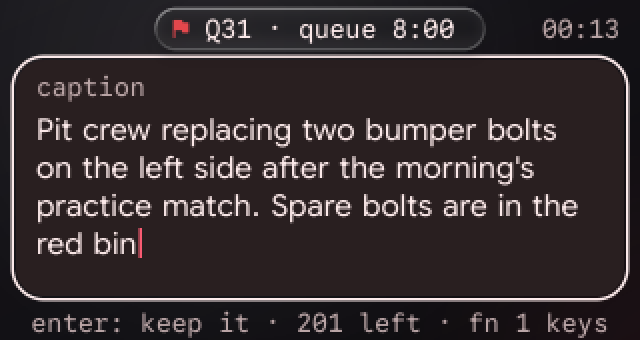 Q31 · queue 8:00
00:13
caption
Pit crew replacing two bumper bolts
on the left side after the morning's
practice match. Spare bolts are in the
red bin
enter: keep it · 201 left · fn 1 keys